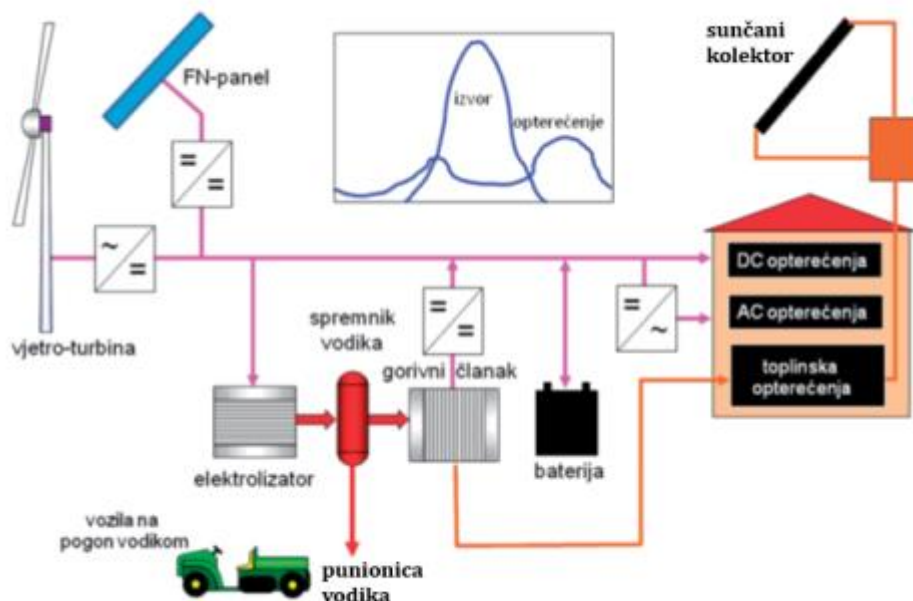 FN-panel
izvor
opterećenje
sunčani
kolektor
=
=
~
=
vjetro-turbina
DC opterećenja
AC opterećenja
toplinska
opterećenja
spremnik
vodika
=
=
=
~
gorivni članak
elektrolizator
baterija
vozila na
pogon vodikom
punionica
vodika